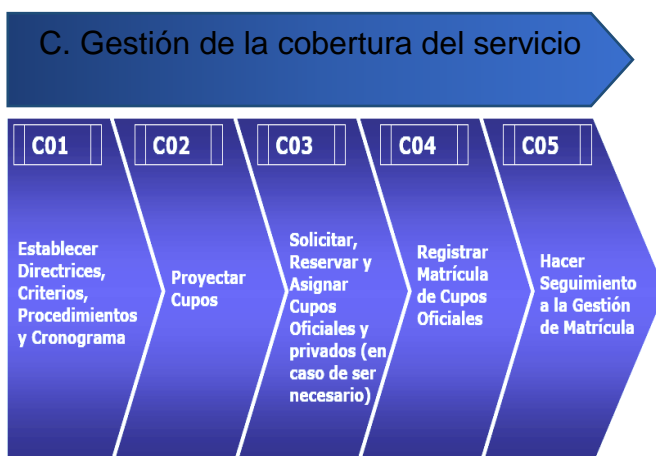 C. Gestión de la cobertura del servicio
C01
Establecer
Directrices,
Criterios,
Procedimientos
y Cronograma
C02
Proyectar
Cupos
C03
Solicitar,
Reservar y
Asignar
Cupos
Oficiales y
privados (en
caso de ser
necesario)
C04
Registrar
Matrícula
de Cupos
Oficiales
C05
Hacer
Seguimiento
a la Gestión
de Matrícula